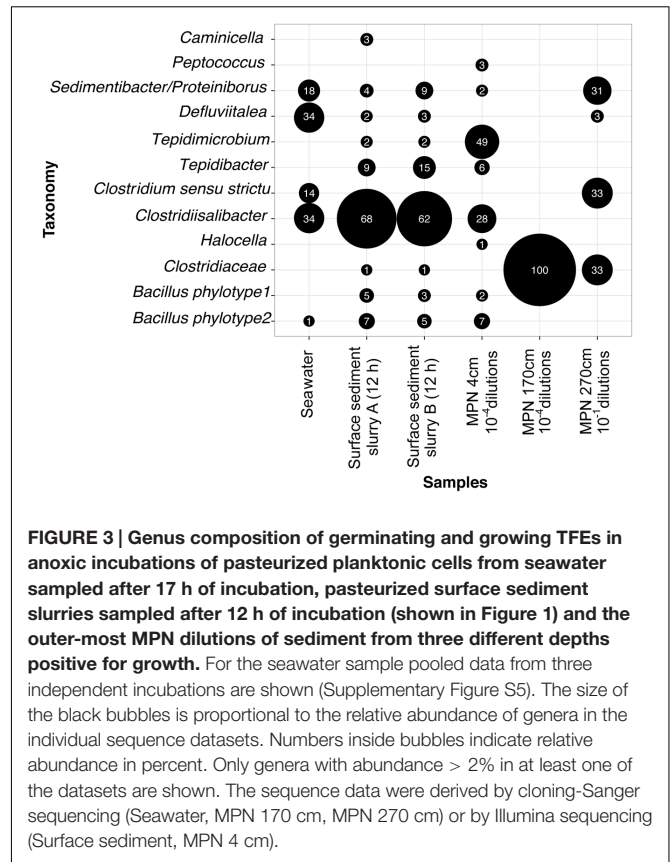 Taxonomy
Caminicella 3
Peptococcus 3
Sedimentibacter/Proteiniborus 18 4 9 2 31
Defluviitalea 34 2 3 3
Tepidimicrobium 2 2 49
Tepidibacter 9 15 6
Clostridium sensu strictu 14 33
Clostridiisalibacter 34 68 62 28
Halocella 1
Clostridiaceae 1 1 100 33
Bacillus phylotype1 5 3 2
Bacillus phylotype2 1 7 5 7
Seawater
Surface sediment
slurry A (12 h)
Surface sediment
slurry B (12 h)
MPN 4cm
10⁻⁴ dilutions
MPN 170cm
10⁻⁴ dilutions
MPN 270cm
10⁻¹ dilutions
Samples
FIGURE 3 | Genus composition of germinating and growing TFEs in
anoxic incubations of pasteurized planktonic cells from seawater
sampled after 17 h of incubation, pasteurized surface sediment
slurries sampled after 12 h of incubation (shown in Figure 1) and the
outer-most MPN dilutions of sediment from three different depths
positive for growth. For the seawater sample pooled data from three
independent incubations are shown (Supplementary Figure S5). The size of
the black bubbles is proportional to the relative abundance of genera in the
individual sequence datasets. Numbers inside bubbles indicate relative
abundance in percent. Only genera with abundance > 2% in at least one of
the datasets are shown. The sequence data were derived by cloning-Sanger
sequencing (Seawater, MPN 170 cm, MPN 270 cm) or by Illumina sequencing
(Surface sediment, MPN 4 cm).